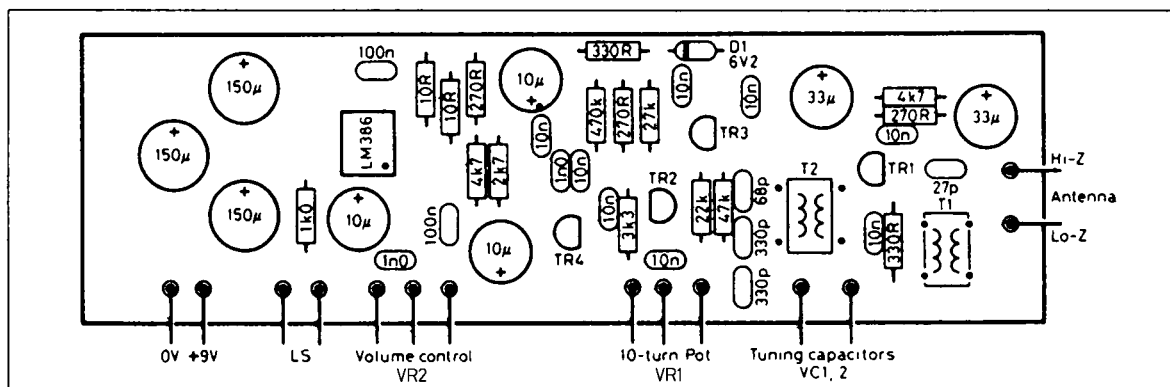 330R
D1
6V2
100n
150µ
10R
10R
270R
10µ
10n
10n
33µ
4k7
270R
33µ
470k
270R
27k
10n
TR3
10n
LM386
150µ
4k7
2k7
1n0
10n
TR2
T2
TR1
27p
T1
Hi-Z
Antenna
Lo-Z
150µ
1k0
10µ
100n
10n
3k3
22k
47k
68p
10n
330R
10µ
TR4
330p
1n0
10n
330p
0V +9V
LS
Volume control
VR2
10-turn Pot
VR1
Tuning capacitors
VC1, 2